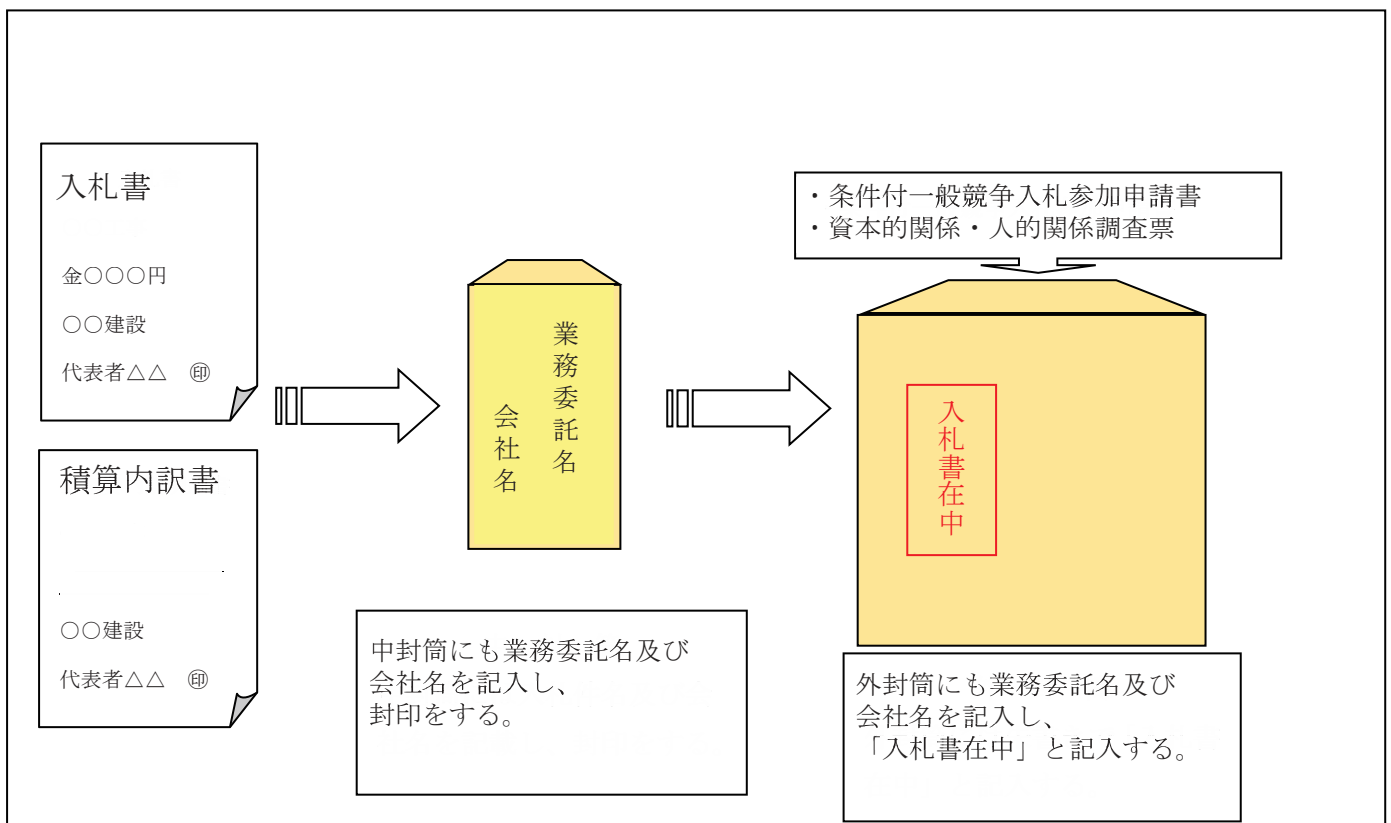 入札書
金〇〇〇円
〇〇建設
代表者△△ ㊞
積算内訳書
〇〇建設
代表者△△ ㊞
業務委託名
会社名
中封筒にも業務委託名及び
会社名を記入し、
封印をする。
・条件付一般競争入札参加申請書
・資本的関係・人的関係調査票
入札書在中
外封筒にも業務委託名及び
会社名を記入し、
「入札書在中」と記入する。